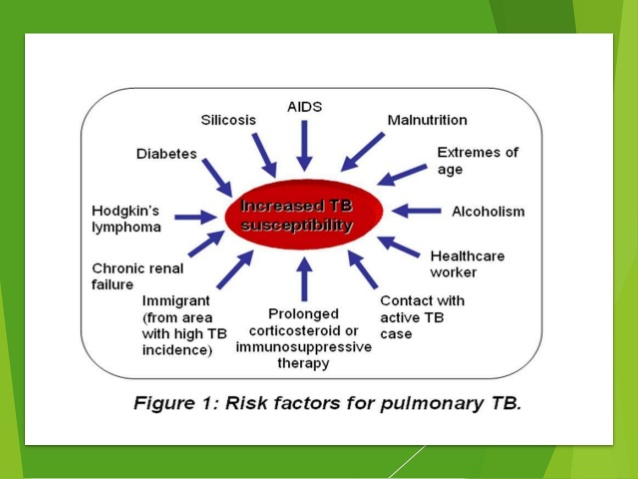 AIDS
Silicosis
Malnutrition
Diabetes
Extremes of
age
Increased TB
susceptibility
Hodgkin's
lymphoma
Alcoholism
Chronic renal
failure
Healthcare
worker
Immigrant
(from area
with high TB
incidence)
Prolonged
corticosteroid or
immunosuppressive
therapy
Contact with
active TB
case
Figure 1: Risk factors for pulmonary TB.